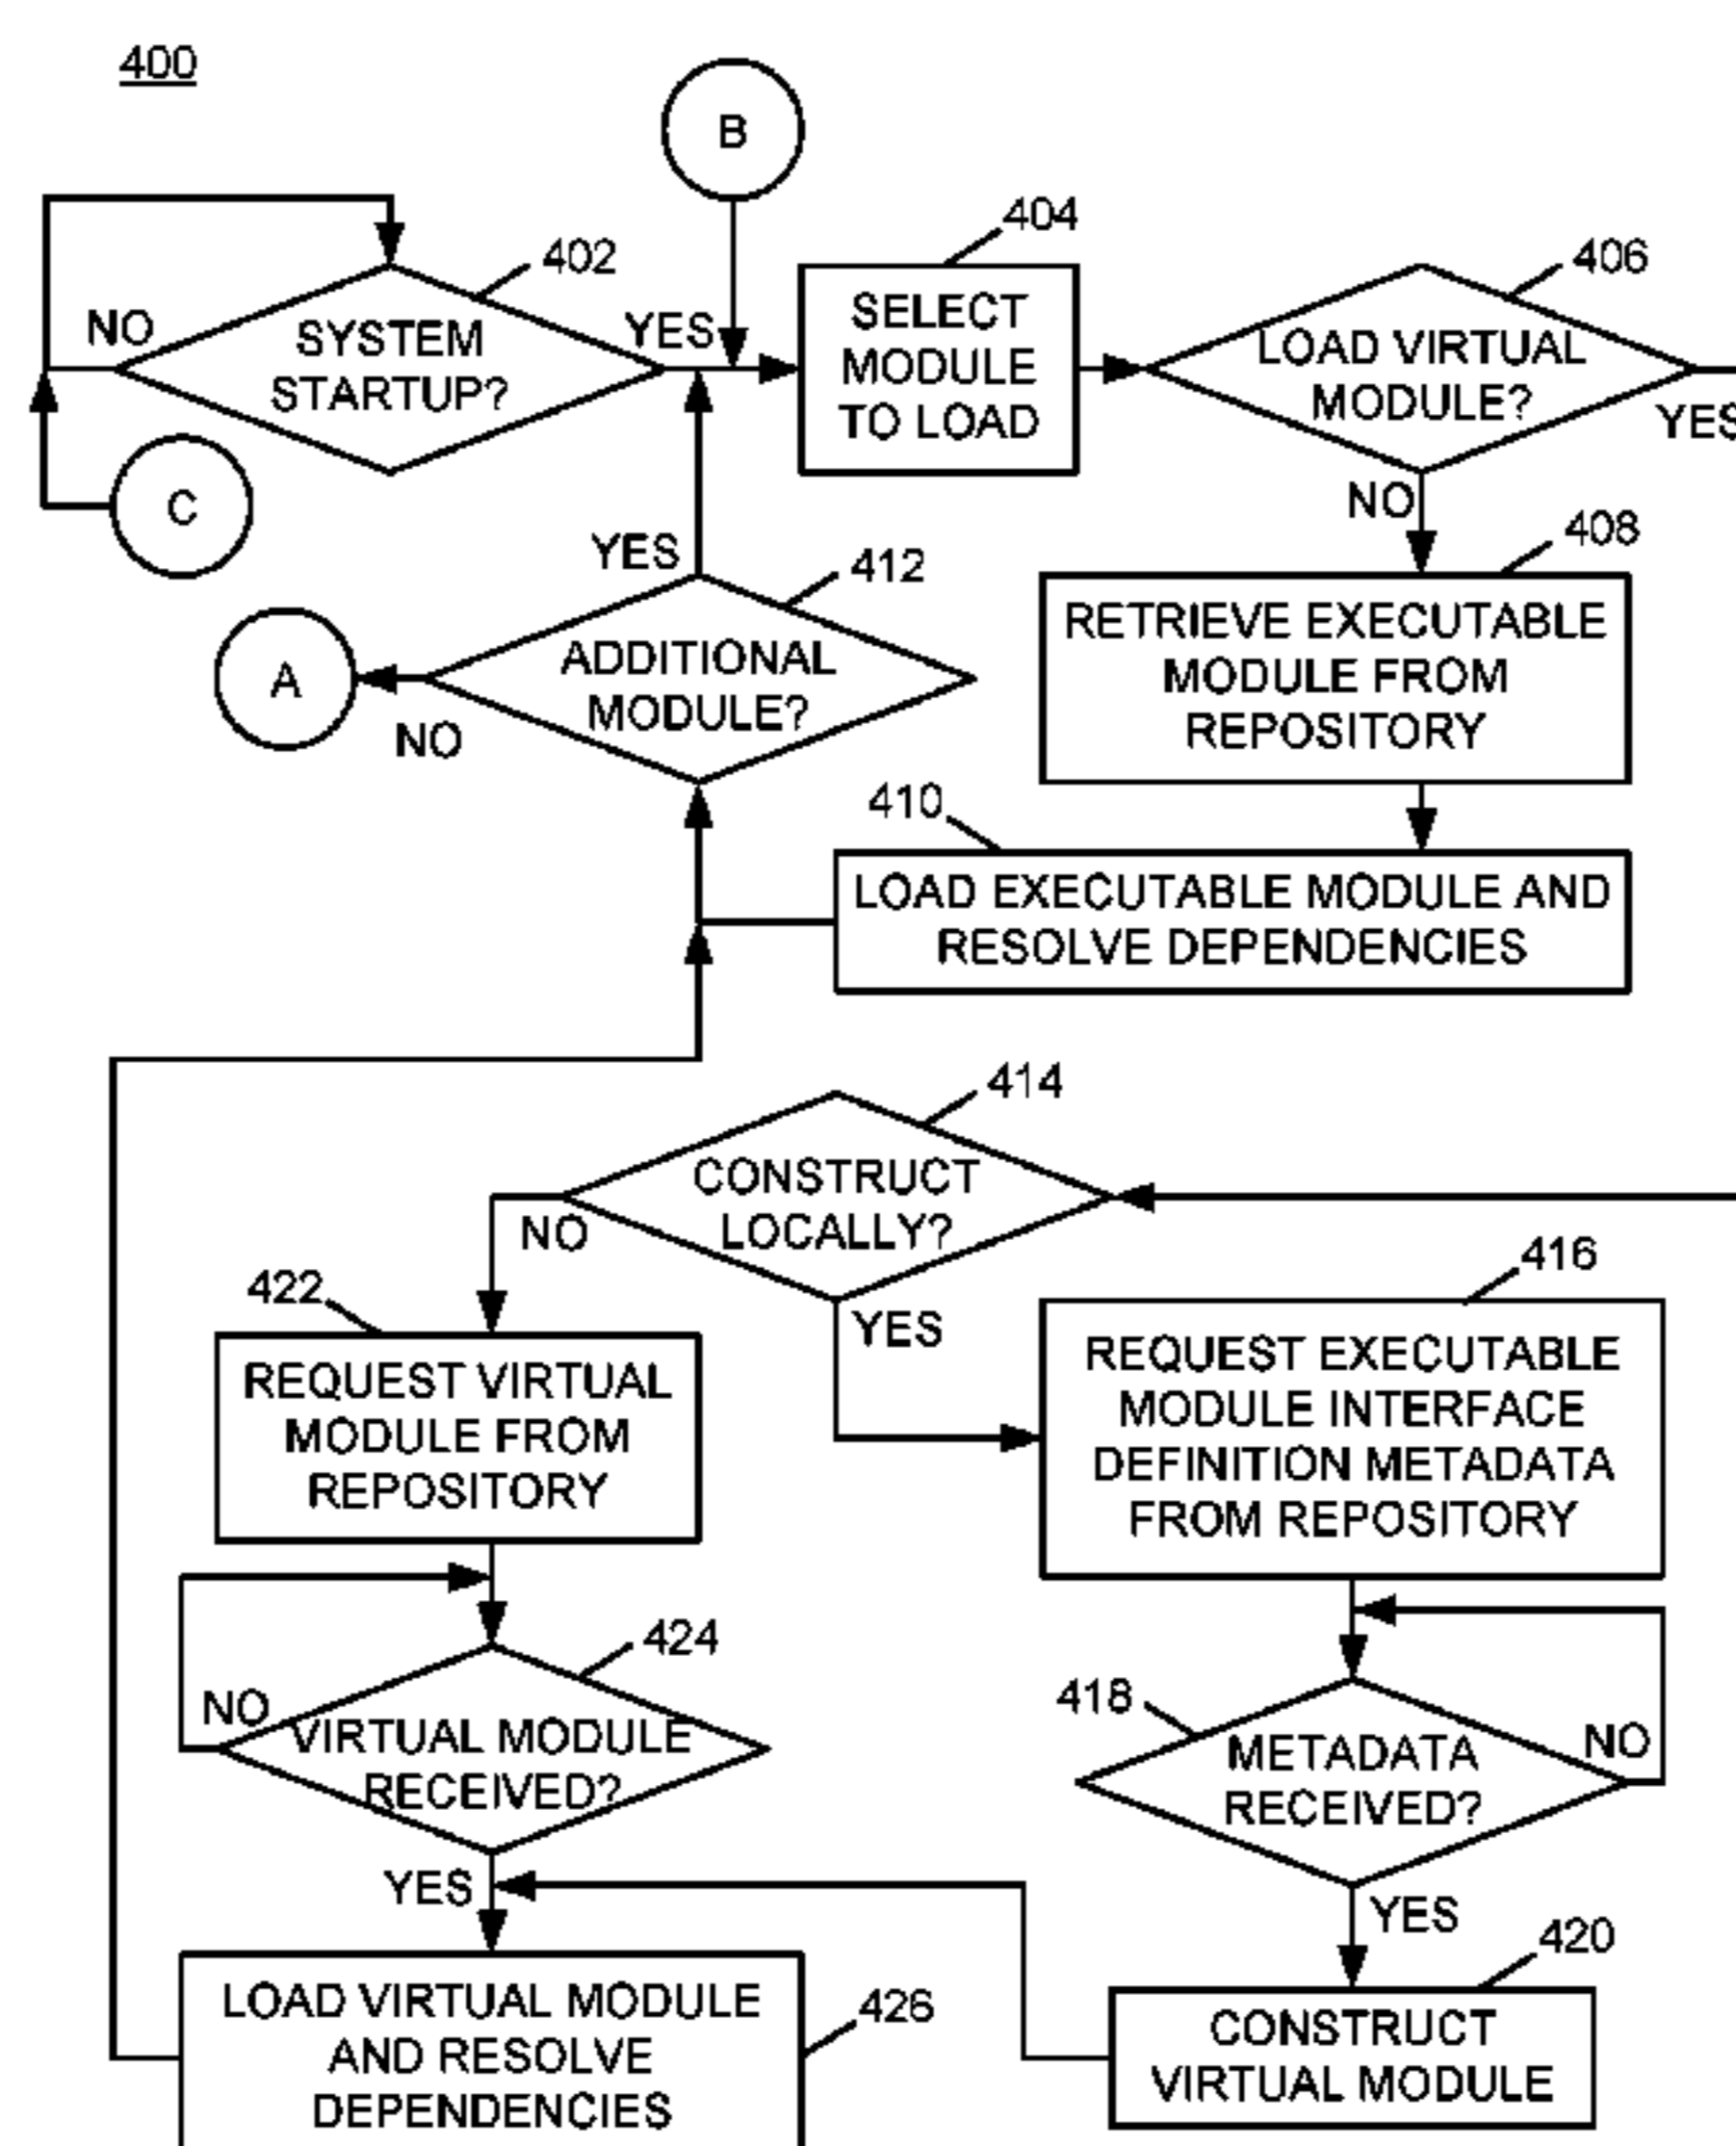 400
B
404
402
406
NO
SYSTEM
STARTUP?
YES
SELECT
MODULE
TO LOAD
LOAD VIRTUAL
MODULE?
YES
NO
C
408
YES
412
RETRIEVE EXECUTABLE
MODULE FROM
REPOSITORY
A
ADDITIONAL
MODULE?
NO
410
LOAD EXECUTABLE MODULE AND
RESOLVE DEPENDENCIES
414
CONSTRUCT
LOCALLY?
NO
YES
422
416
REQUEST VIRTUAL
MODULE FROM
REPOSITORY
REQUEST EXECUTABLE
MODULE INTERFACE
DEFINITION METADATA
FROM REPOSITORY
424
NO
VIRTUAL MODULE
RECEIVED?
418
METADATA
RECEIVED?
NO
YES
YES
420
LOAD VIRTUAL MODULE
AND RESOLVE
DEPENDENCIES
426
CONSTRUCT
VIRTUAL MODULE